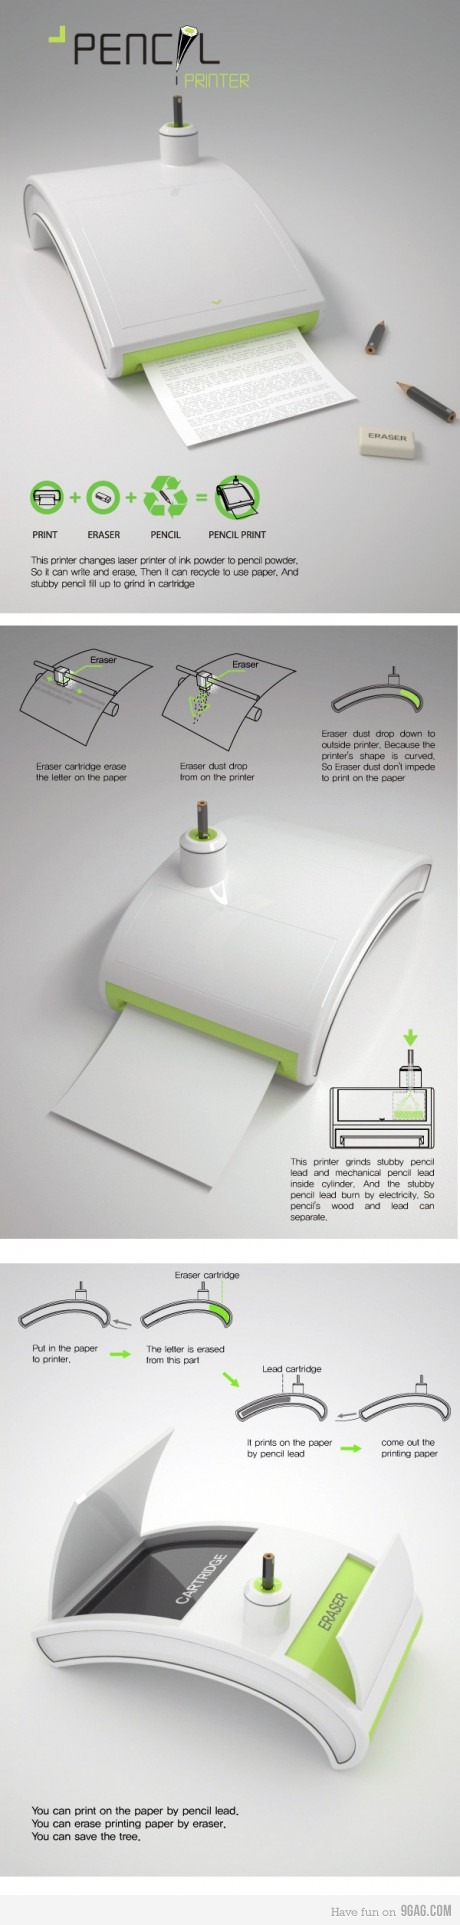 PENCIL
PRINTER
ERASER
PRINT
ERASER
PENCIL
PENCIL PRINT
This printer changes laser printer of ink powder to pencil powder.
So it can write and erase. Then it can recycle to use paper. And
stubby pencil fill up to grind in cartridge
Eraser
Eraser
Eraser cartridge erase
the letter on the paper
Eraser dust drop
from on the printer
Eraser dust drop down to
outside printer. Because the
printer's shape is curved.
So Eraser dust don't impede
to print on the paper
This printer grinds stubby pencil
lead and mechanical pencil lead
inside cylinder. And the stubby
pencil lead burn by electricity. So
pencil's wood and lead can
separate.
Eraser cartridge
Put in the paper
to printer.
The letter is erased
from this part
Lead cartridge
It prints on the paper
by pencil lead
come out the
printing paper
CARTRIDGE
ERASER
You can print on the paper by pencil lead.
You can erase printing paper by eraser.
You can save the tree.
Have fun on 9GAG.COM